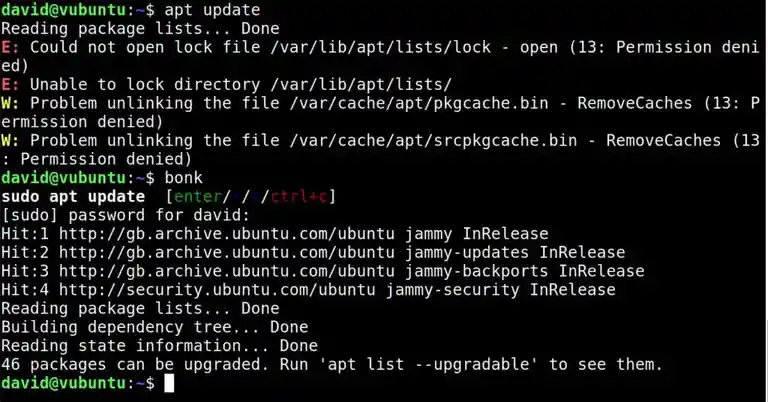 david@vubuntu:~$ apt update
Reading package lists... Done
E: Could not open lock file /var/lib/apt/lists/lock - open (13: Permission deni
ed)
E: Unable to lock directory /var/lib/apt/lists/
W: Problem unlinking the file /var/cache/apt/pkgcache.bin - RemoveCaches (13: P
ermission denied)
W: Problem unlinking the file /var/cache/apt/srcpkgcache.bin - RemoveCaches (13
: Permission denied)
david@vubuntu:~$ bonk
sudo apt update  [enter/ / /ctrl+c]
[sudo] password for david:
Hit:1 http://gb.archive.ubuntu.com/ubuntu jammy InRelease
Hit:2 http://gb.archive.ubuntu.com/ubuntu jammy-updates InRelease
Hit:3 http://gb.archive.ubuntu.com/ubuntu jammy-backports InRelease
Hit:4 http://security.ubuntu.com/ubuntu jammy-security InRelease
Reading package lists... Done
Building dependency tree... Done
Reading state information... Done
46 packages can be upgraded. Run 'apt list --upgradable' to see them.
david@vubuntu:~$